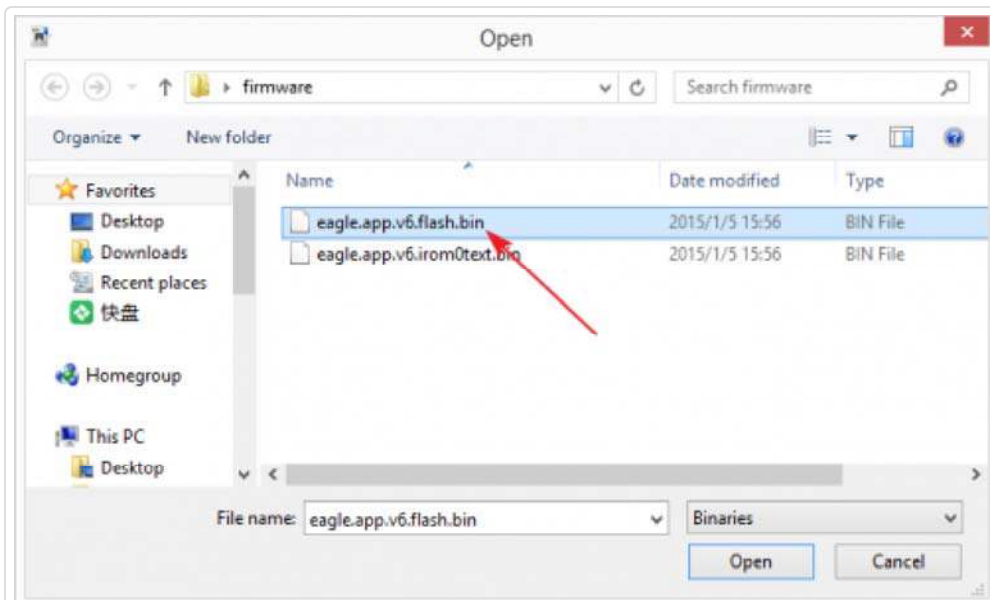 Open
firmware
Search firmware
Organize
New folder
Name
Date modified
Type
Favorites
Desktop
Downloads
Recent places
快盘
Homegroup
This PC
Desktop
eagle.app.v6.flash.bin
2015/1/5 15:56
BIN File
eagle.app.v6.irom0text.bin
2015/1/5 15:56
BIN File
File name:
eagle.app.v6.flash.bin
Binaries
Open
Cancel